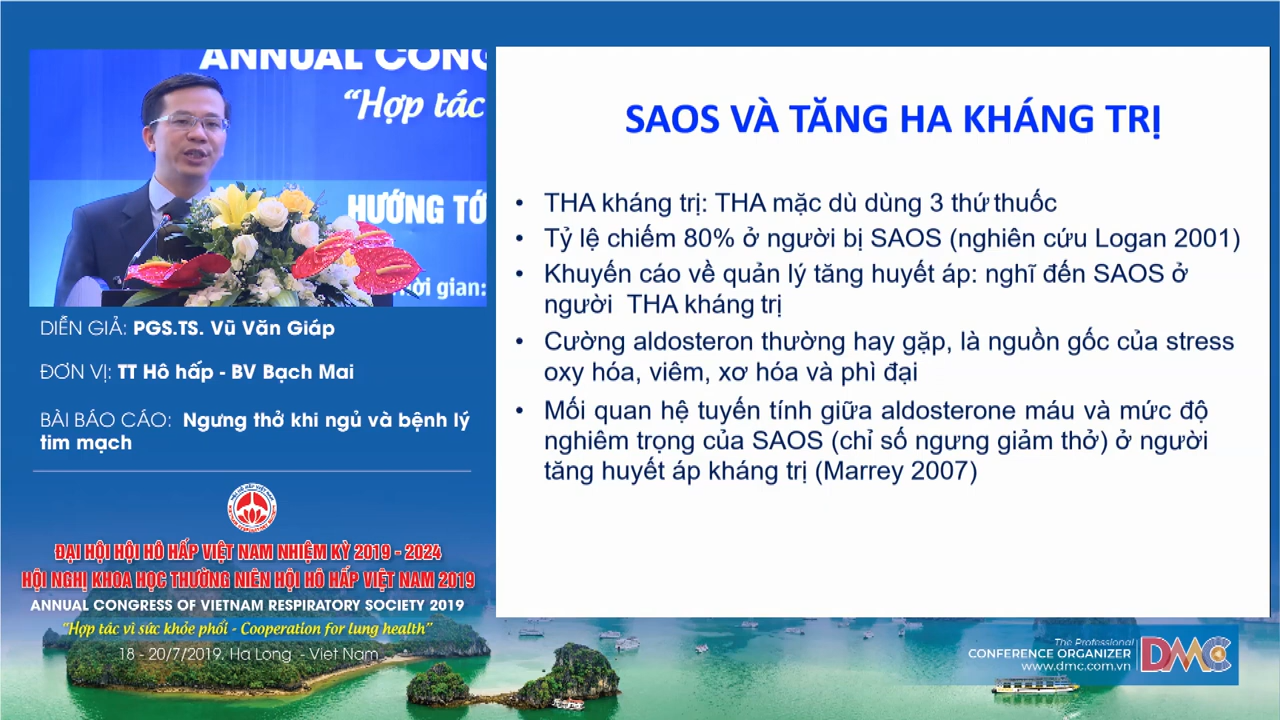 ANNUAL CONG
“Hợp tác
HƯỚNG TỚ
hời gian:
DIỄN GIẢ: PGS.TS. Vũ Văn Giáp
ĐƠN VỊ: TT Hô hấp - BV Bạch Mai
BÀI BÁO CÁO: Ngưng thở khi ngủ và bệnh lý
tim mạch
ĐẠI HỘI HỘI HÔ HẤP VIỆT NAM NHIỆM KỲ 2019 - 2024
HỘI NGHỊ KHOA HỌC THƯỜNG NIÊN HỘI HÔ HẤP VIỆT NAM 2019
ANNUAL CONGRESS OF VIETNAM RESPIRATORY SOCIETY 2019
“Hợp tác vì sức khỏe phổi - Cooperation for lung health”
18 - 20/7/2019. Ha Long - Viet Nam
SAOS VÀ TĂNG HA KHÁNG TRỊ
• THA kháng trị: THA mặc dù dùng 3 thứ thuốc
• Tỷ lệ chiếm 80% ở người bị SAOS (nghiên cứu Logan 2001)
• Khuyến cáo về quản lý tăng huyết áp: nghĩ đến SAOS ở
người THA kháng trị
• Cường aldosteron thường hay gặp, là nguồn gốc của stress
oxy hóa, viêm, xơ hóa và phì đại
• Mối quan hệ tuyến tính giữa aldosterone máu và mức độ
nghiêm trọng của SAOS (chỉ số ngưng giảm thở) ở người
tăng huyết áp kháng trị (Marrey 2007)
The Professional
CONFERENCE ORGANIZER
www.dmc.com.vn
DMC